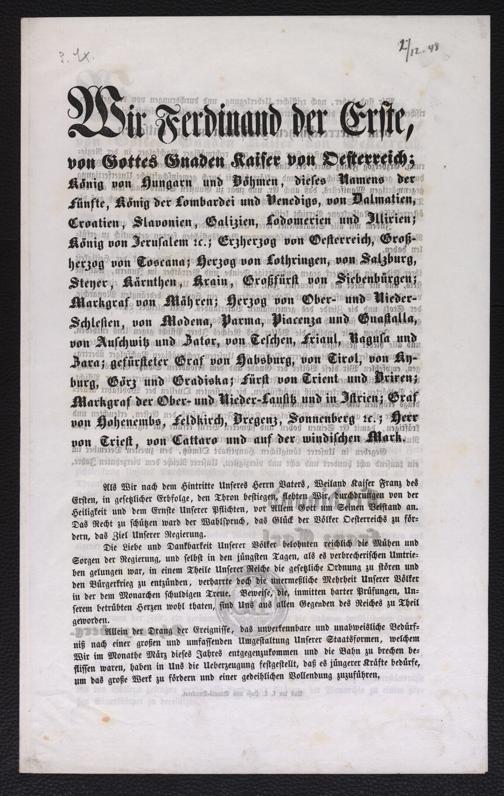 2/12. 48
Wir Ferdinand der Erste,
von Gottes Gnaden Kaiser von Oesterreich;
König von Hungarn und Böhmen, dieses Namens der
Fünfte, König der Lombardei und Venedigs, von Dalmatien,
Croatien, Slavonien, Galizien, Lodomerien und Illirien;
König von Jerusalem ꝛc.; Erzherzog von Oesterreich, Groß-
herzog von Toscana; Herzog von Lothringen, von Salzburg,
Steyer, Kärnthen, Krain, Großfürst von Siebenbürgen;
Markgraf von Mähren; Herzog von Ober- und Nieder-
Schlesien, von Modena, Parma, Piacenza und Guastalla,
von Auschwitz und Zator, von Teschen, Friaul, Ragusa und
Zara; gefürsteter Graf von Habsburg, von Tirol, von Ky-
burg, Görz und Gradiska; Fürst von Trient und Brixen;
Markgraf der Ober- und Nieder-Lausitz und in Istrien; Graf
von Hohenembs, Feldkirch, Bregenz, Sonnenberg ꝛc.; Herr
von Triest, von Cattaro und auf der windischen Mark.
Als Wir nach dem Hintritte Unseres Herrn Vaters, Weiland Kaiser Franz des
Ersten, in gesetzlicher Erbfolge, den Thron bestiegen, flehten Wir, durchdrungen von der
Heiligkeit und dem Ernste Unserer Pflichten, vor Allem Gott um Seinen Beistand an.
Das Recht zu schützen ward der Wahlspruch, das Glück der Völker Oesterreichs zu för-
dern, das Ziel Unserer Regierung.
Die Liebe und Dankbarkeit Unserer Völker belohnten reichlich die Mühen und
Sorgen der Regierung, und selbst in den jüngsten Tagen, als es verbrecherischen Umtrie-
ben gelungen war, in einem Theile Unserer Reiche die gesetzliche Ordnung zu stören und
den Bürgerkrieg zu entzünden, verharrte doch die unermeßliche Mehrheit Unserer Völker
in der dem Monarchen schuldigen Treue. Beweise, die, inmitten harter Prüfungen, Un-
serem betrübten Herzen wohl thaten, sind Uns aus allen Gegenden des Reiches zu Theil
geworden.
Allein der Drang der Ereignisse, das unverkennbare und unabweisliche Bedürf-
niß nach einer großen und umfassenden Umgestaltung Unserer Staatsformen, welchem
Wir im Monathe März dieses Jahres entgegenzukommen und die Bahn zu brechen be-
flissen waren, haben in Uns die Ueberzeugung festgestellt, daß es jüngerer Kräfte bedürfe,
um das große Werk zu fördern und einer gedeihlichen Vollendung zuzuführen,